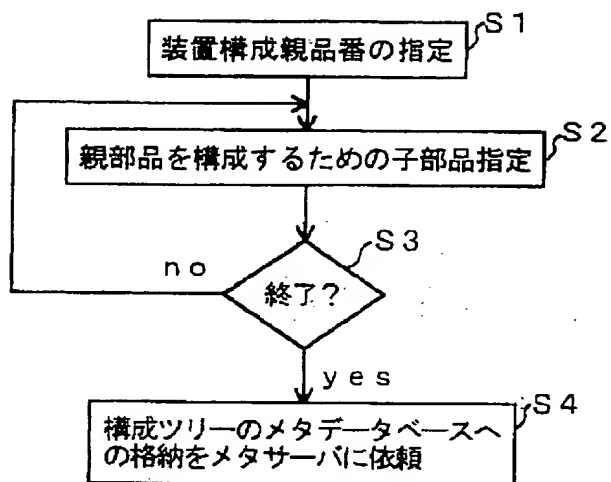 S1
装置構成親品番の指定
S2
親部品を構成するための子部品指定
S3
no
終了?
yes
S4
構成ツリーのメタデータベースへ
の格納をメタサーバに依頼